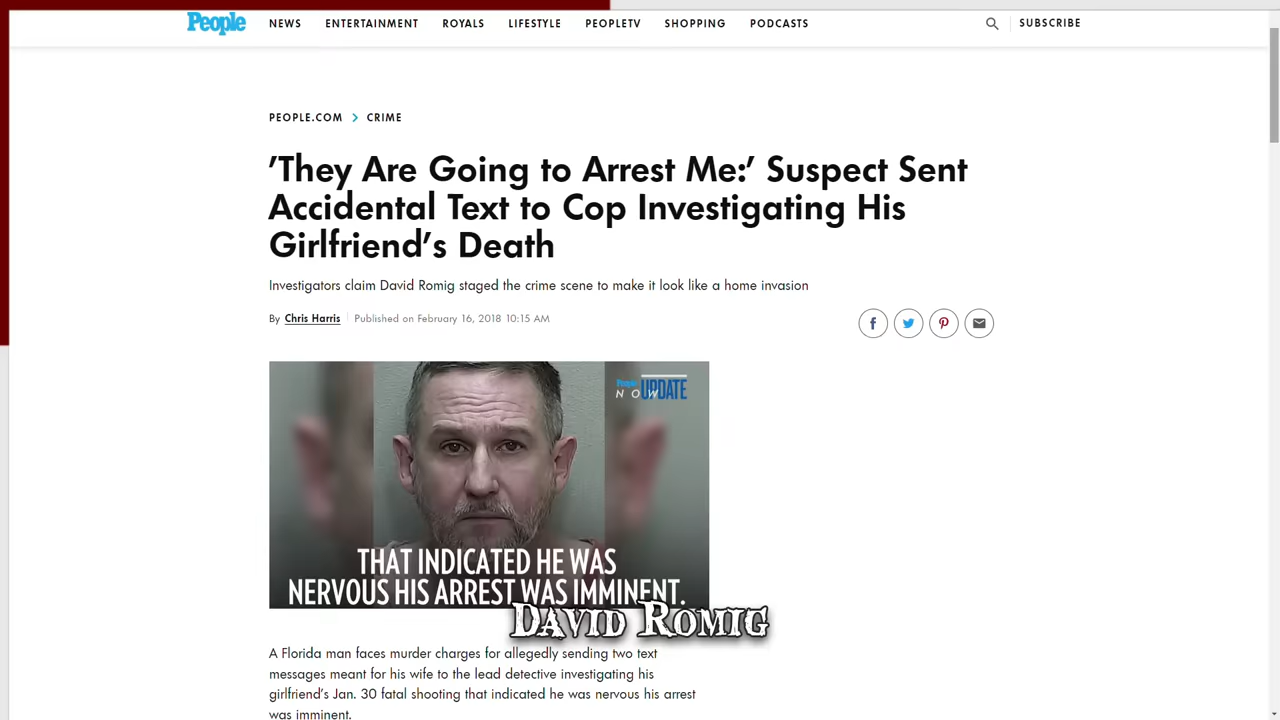 People NEWS ENTERTAINMENT ROYALS LIFESTYLE PEOPLETV SHOPPING PODCASTS SUBSCRIBE
PEOPLE.COM > CRIME
'They Are Going to Arrest Me:' Suspect Sent
Accidental Text to Cop Investigating His
Girlfriend's Death
Investigators claim David Romig staged the crime scene to make it look like a home invasion
By Chris Harris Published on February 16, 2018 10:15 AM
People
NOW UPDATE
THAT INDICATED HE WAS
NERVOUS HIS ARREST WAS IMMINENT.
DAVID ROMIG
A Florida man faces murder charges for allegedly sending two text
messages meant for his wife to the lead detective investigating his
girlfriend's Jan. 30 fatal shooting that indicated he was nervous his arrest
was imminent.